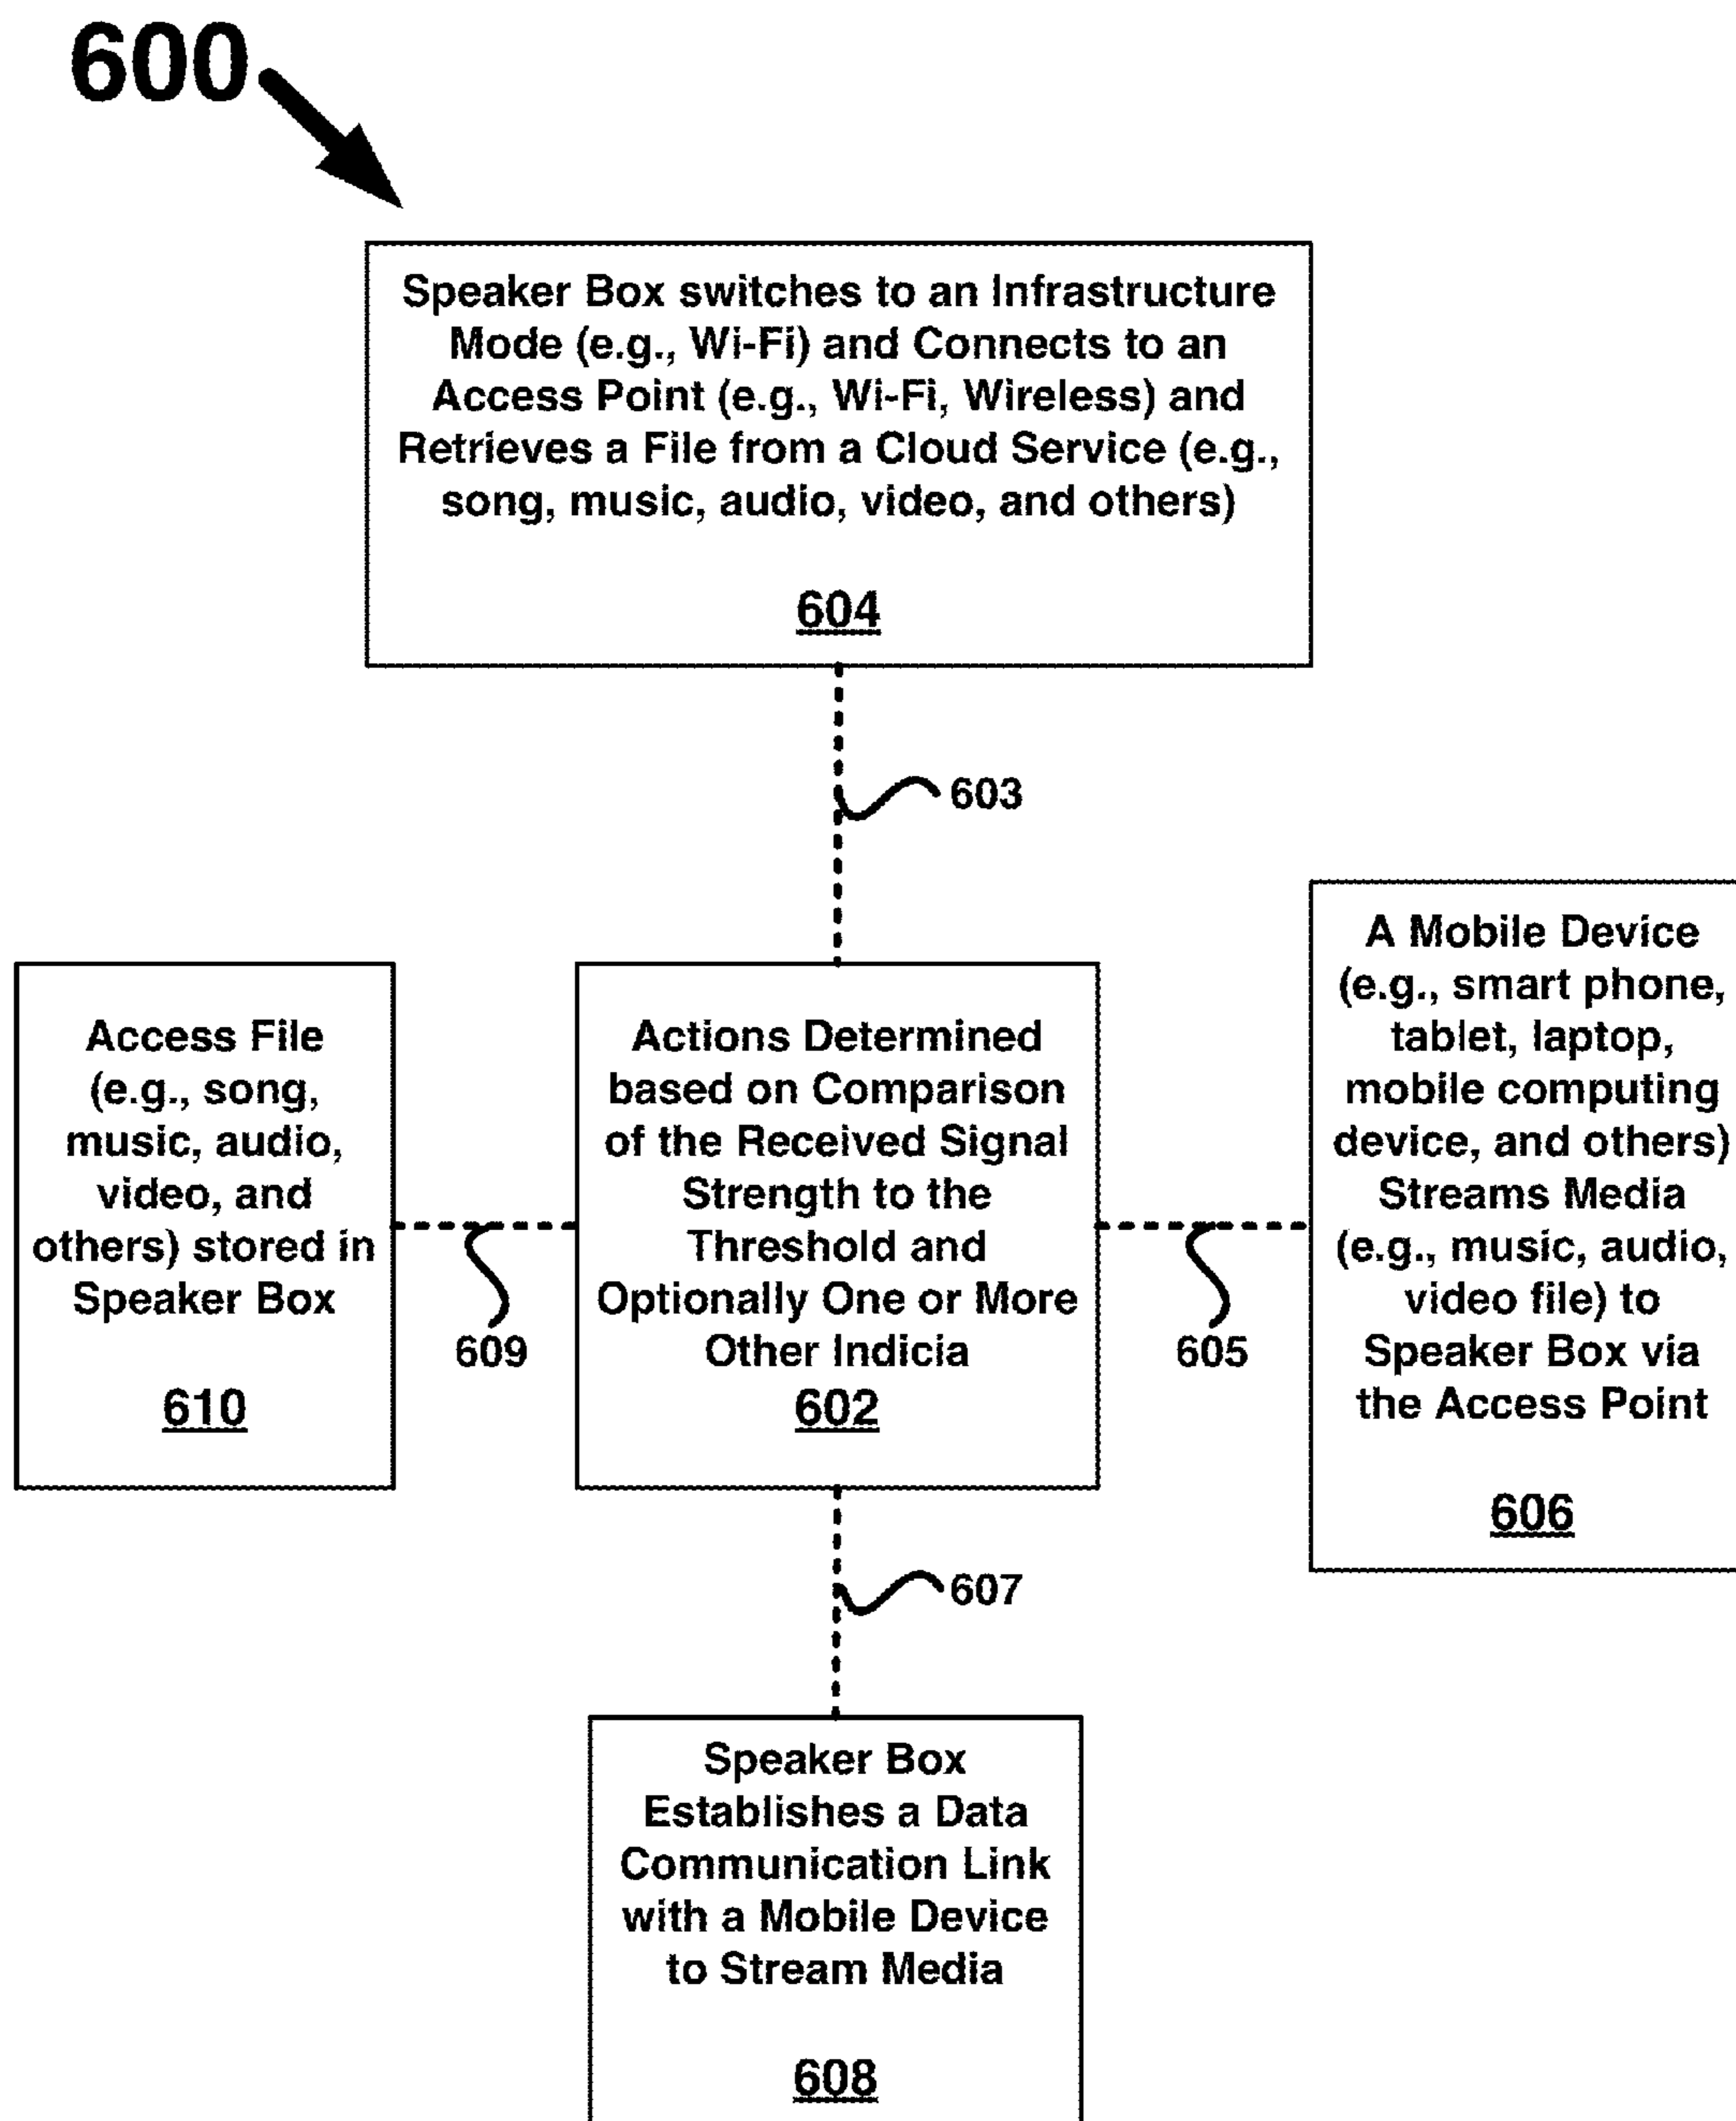 600
Speaker Box switches to an Infrastructure
Mode (e.g., Wi-Fi) and Connects to an
Access Point (e.g., Wi-Fi, Wireless) and
Retrieves a File from a Cloud Service (e.g.,
song, music, audio, video, and others)
604
603
Access File
(e.g., song,
music, audio,
video, and
others) stored in
Speaker Box
610
609
Actions Determined
based on Comparison
of the Received Signal
Strength to the
Threshold and
Optionally One or More
Other Indicia
602
605
A Mobile Device
(e.g., smart phone,
tablet, laptop,
mobile computing
device, and others)
Streams Media
(e.g., music, audio,
video file) to
Speaker Box via
the Access Point
606
607
Speaker Box
Establishes a Data
Communication Link
with a Mobile Device
to Stream Media
608